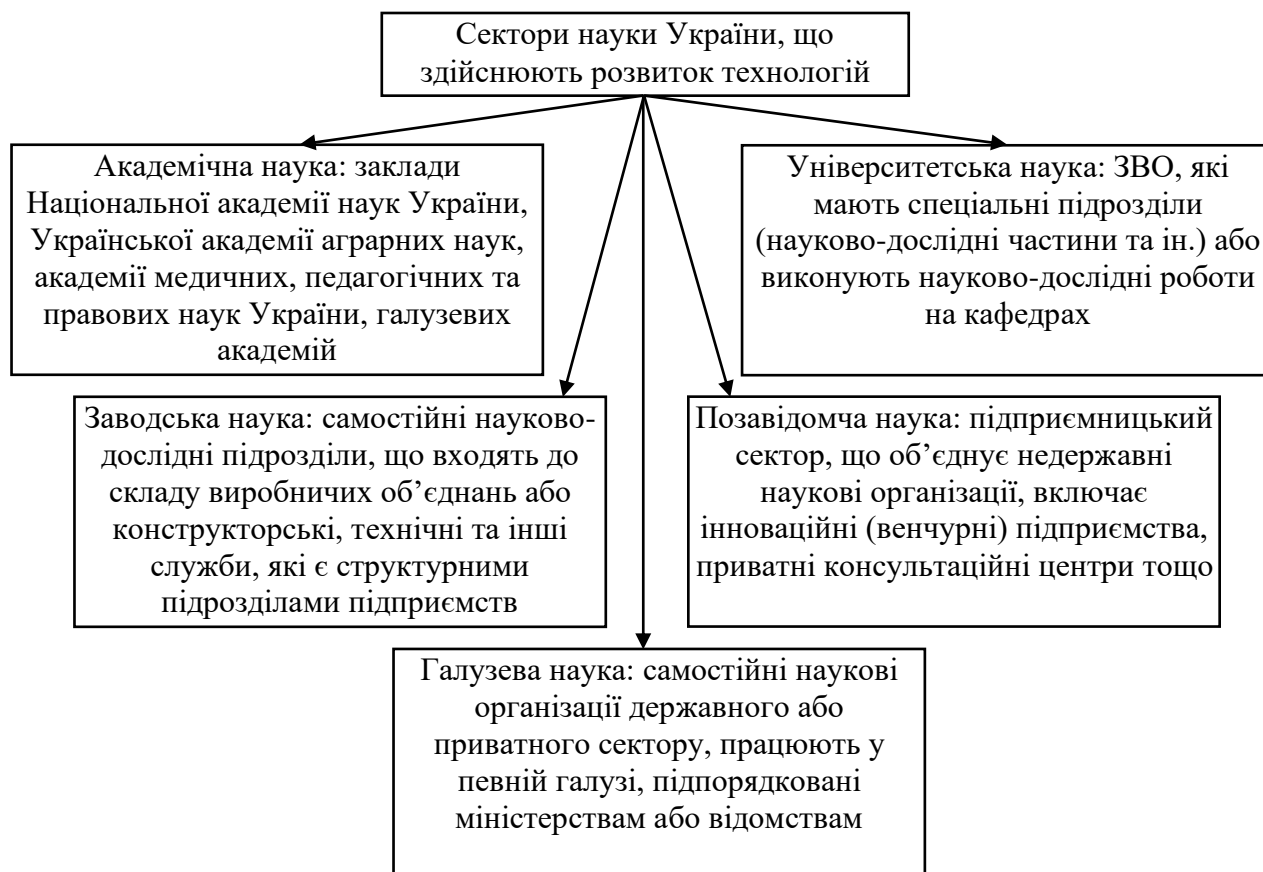 Сектори науки України, що
здійснюють розвиток технологій
Академічна наука: заклади
Національної академії наук України,
Української академії аграрних наук,
академії медичних, педагогічних та
правових наук України, галузевих
академій
Університетська наука: ЗВО, які
мають спеціальні підрозділи
(науково-дослідні частини та ін.) або
виконують науково-дослідні роботи
на кафедрах
Заводська наука: самостійні науково-
дослідні підрозділи, що входять до
складу виробничих об’єднань або
конструкторські, технічні та інші
служби, які є структурними
підрозділами підприємств
Позавідомча наука: підприємницький
сектор, що об’єднує недержавні
наукові організації, включає
інноваційні (венчурні) підприємства,
приватні консультаційні центри тощо
Галузева наука: самостійні наукові
організації державного або
приватного сектору, працюють у
певній галузі, підпорядковані
міністерствам або відомствам